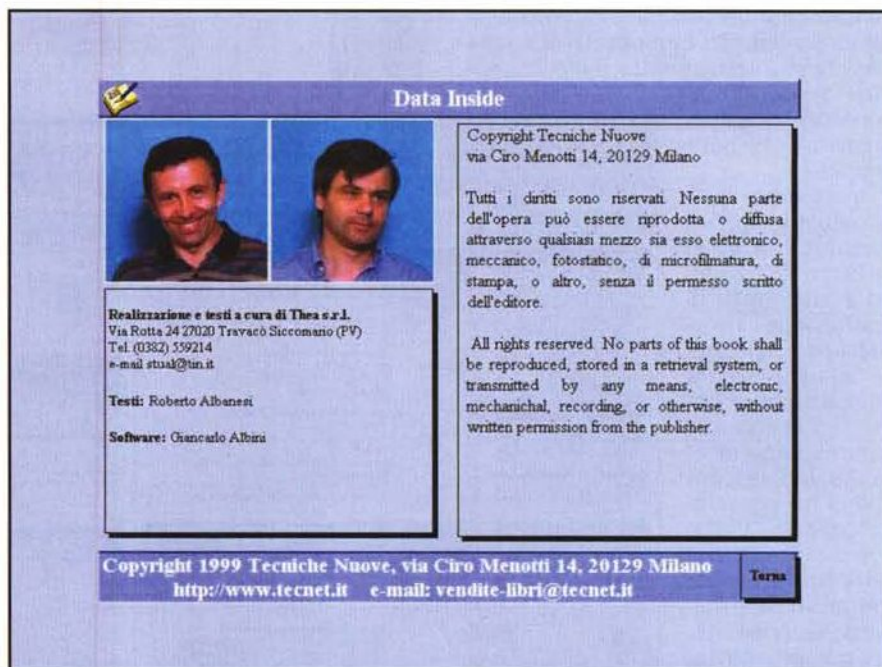 Data Inside
Realizzazione e testi a cura di Thea s.r.l.
Via Rotta 24 27020 Travacò Siccomario (PV)
Tel. (0382) 559214
e-mail stual@tin.it
Testi: Roberto Albanesi
Software: Giancarlo Albini
Copyright Tecniche Nuove
via Ciro Menotti 14, 20129 Milano
Tutti i diritti sono riservati. Nessuna parte
dell'opera può essere riprodotta o diffusa
attraverso qualsiasi mezzo sia esso elettronico,
meccanico, fotostatico, di microfilmatura, di
stampa, o altro, senza il permesso scritto
dell'editore.
All rights reserved. No parts of this book shall
be reproduced, stored in a retrieval system, or
transmitted by any means, electronic,
mechanichal, recording, or otherwise, without
written permission from the publisher.
Copyright 1999 Tecniche Nuove, via Ciro Menotti 14, 20129 Milano
http://www.tecnet.it e-mail: vendite-libri@tecnet.it
Torna